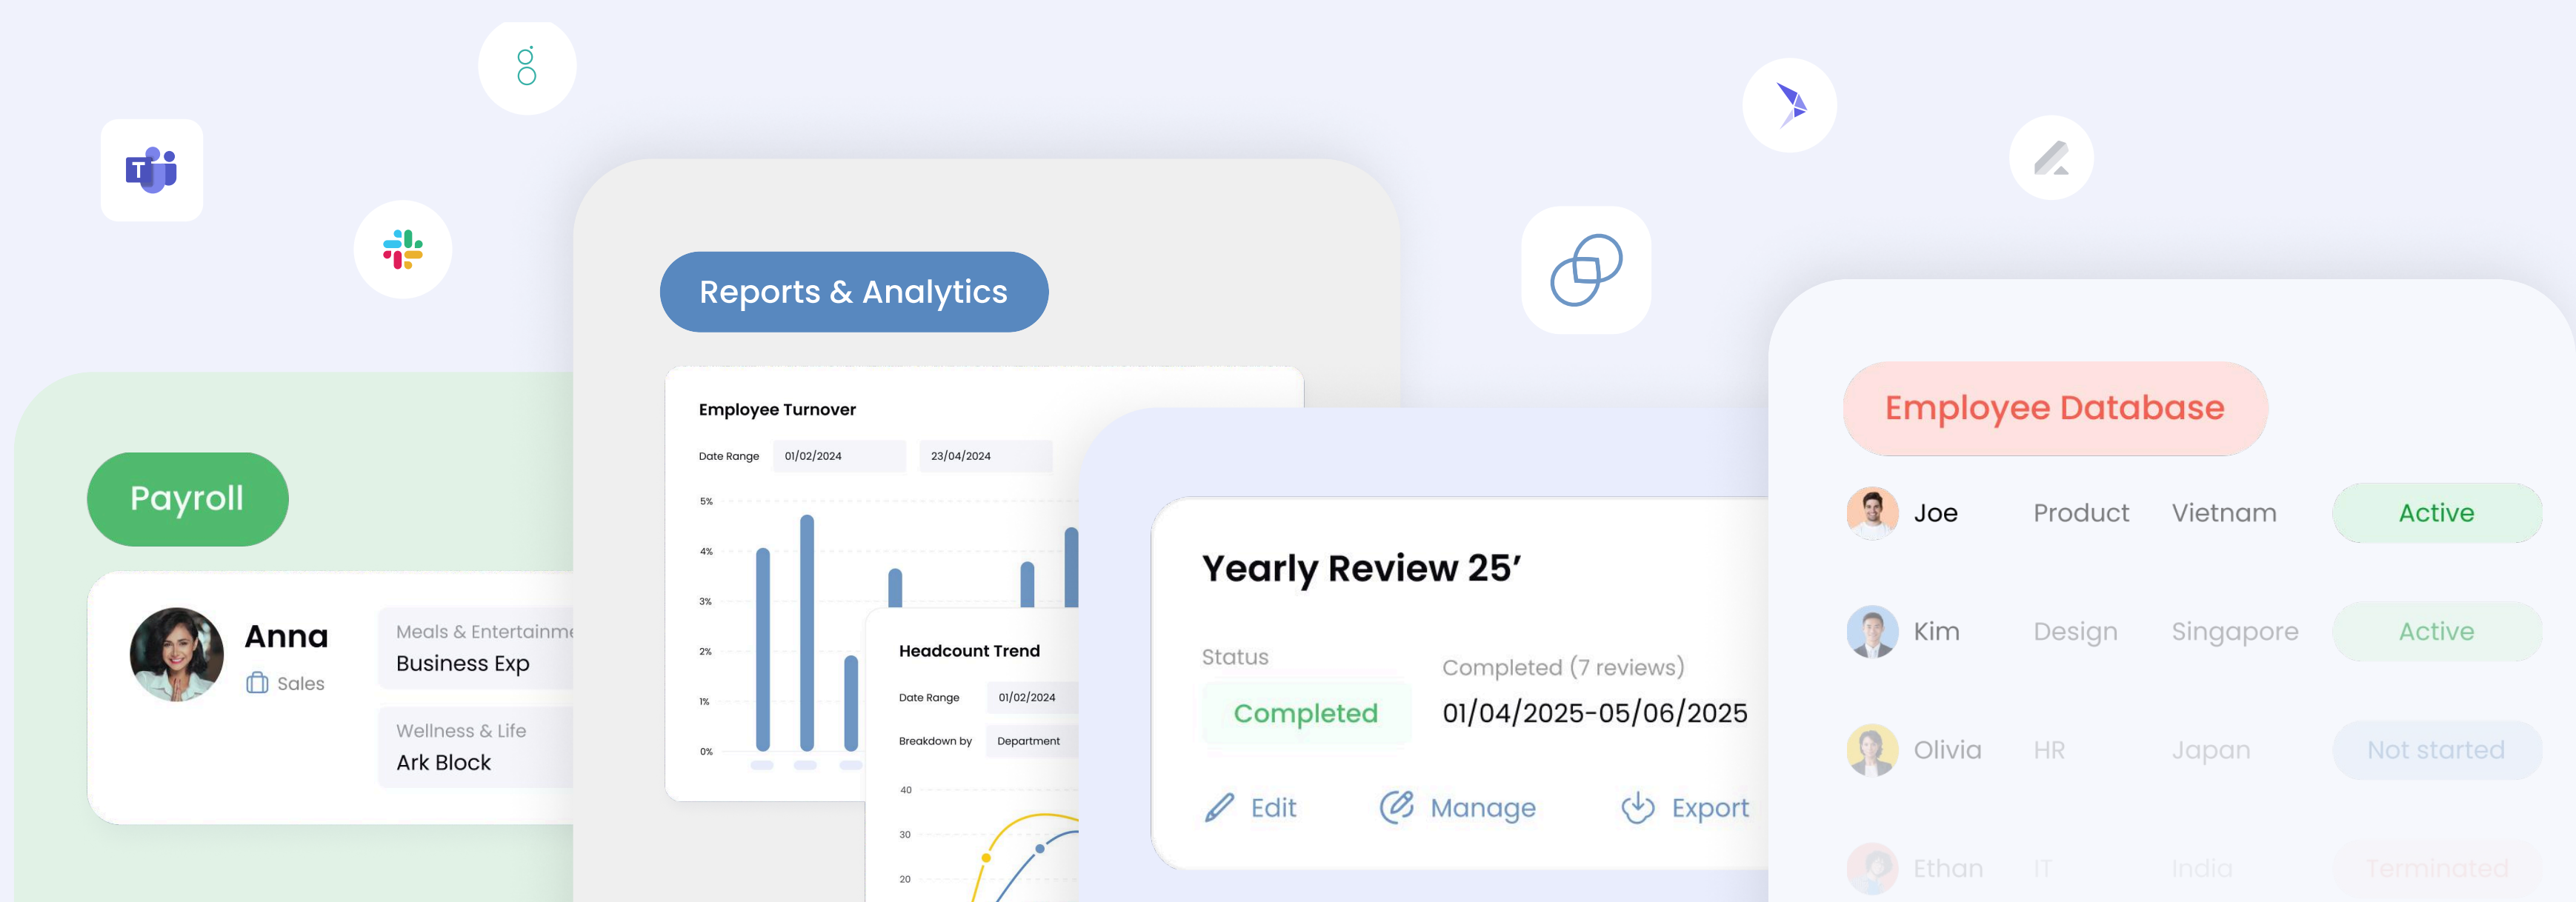 T
Payroll
Anna
Sales
Meals & Entertainme
Business Exp
Wellness & Life
Ark Block
Reports & Analytics
Employee Turnover
Date Range 01/02/2024 23/04/2024
5%
4%
3%
2%
1%
0%
Headcount Trend
Date Range 01/02/2024
Breakdown by Department
40
30
20
Yearly Review 25’
Status
Completed
Completed (7 reviews)
01/04/2025-05/06/2025
Edit Manage Export
Employee Database
Joe Product Vietnam Active
Kim Design Singapore Active
Olivia HR Japan Not started
Ethan IT India Terminated